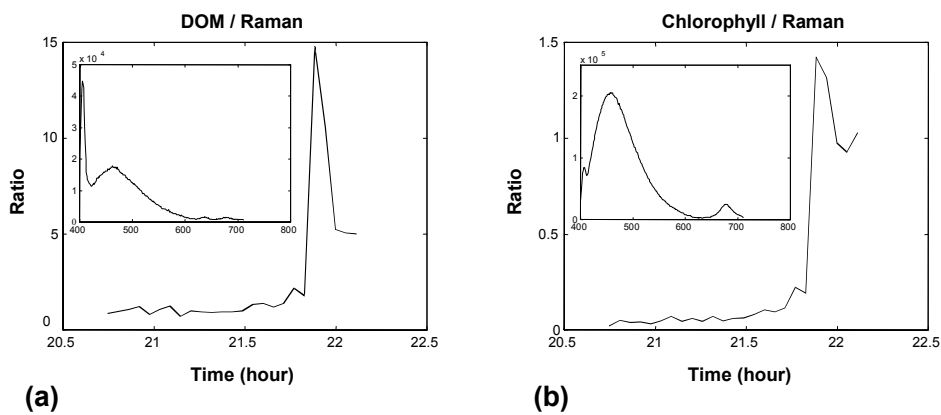 DOM / Raman
15
10
5
0
Ratio
x 10 4
5
4
3
2
1
0
400 500 600 700 800
20.5 21 21.5 22 22.5
Time (hour)
(a)
Chlorophyll / Raman
1.5
1
0.5
0
Ratio
x 10 5
2
1
0
400 500 600 700 800
20.5 21 21.5 22 22.5
Time (hour)
(b)